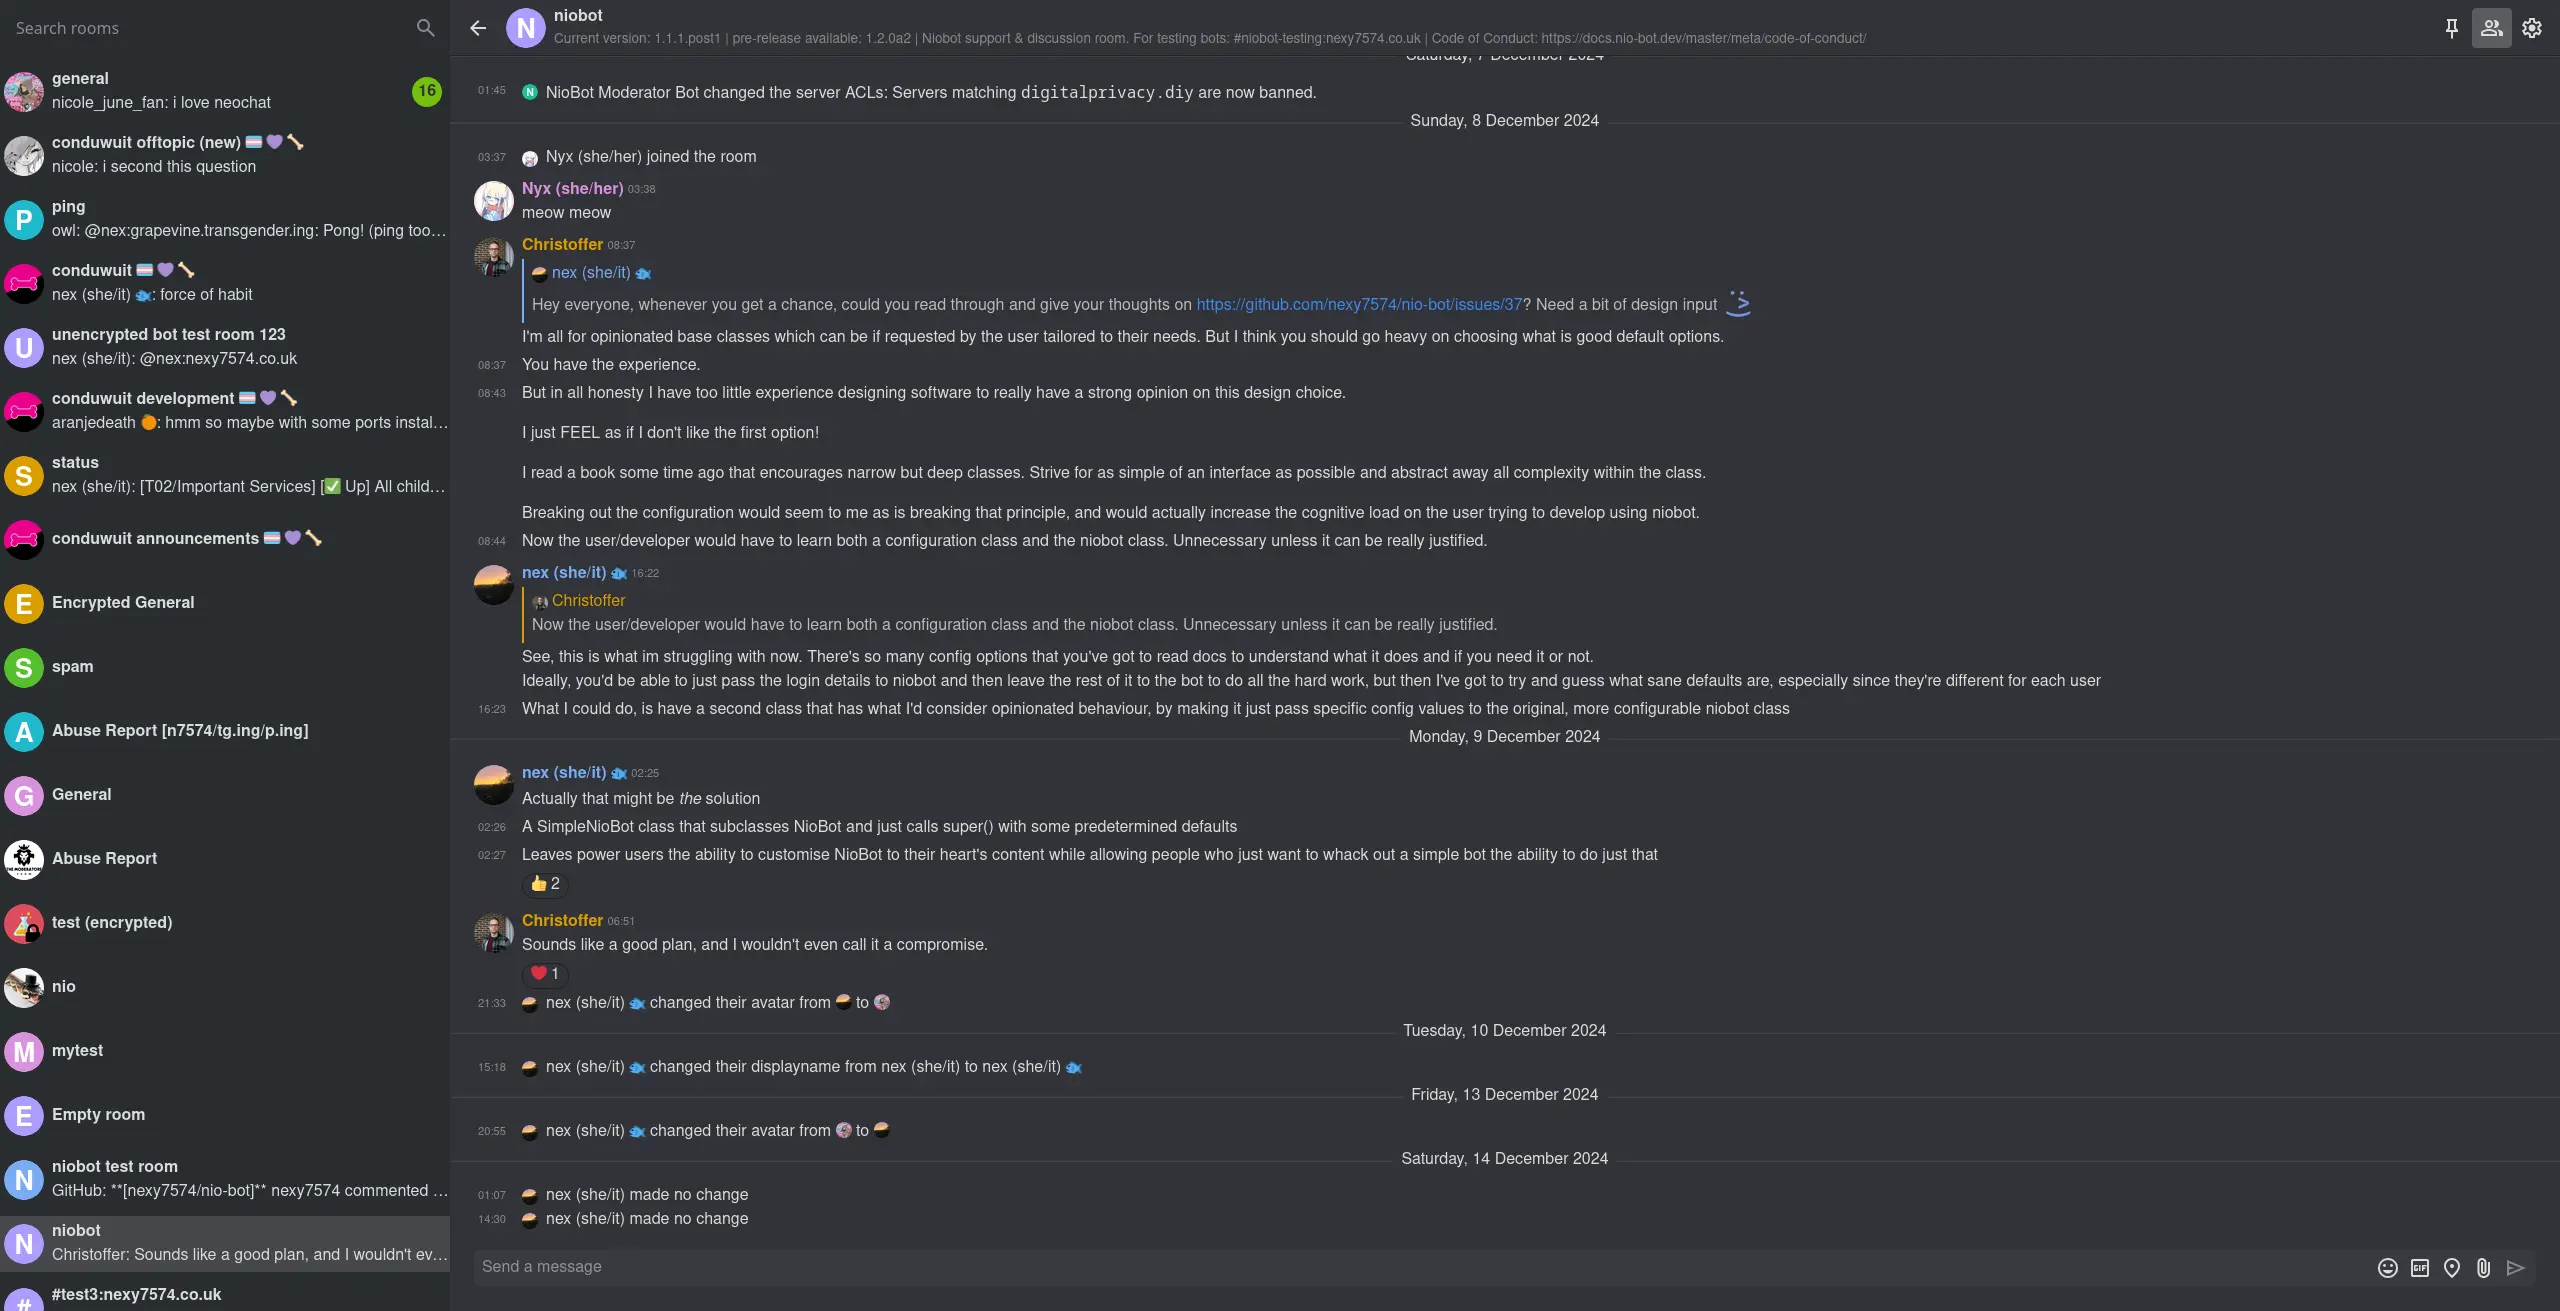 Search rooms
general
nicole_june_fan: i love neochat
16
conduwuit offtopic (new) 🏳️‍⚧️💜🦴
nicole: i second this question
P
ping
owl: @nex:grapevine.transgender.ing: Pong! (ping too…
conduwuit 🏳️‍⚧️💜🦴
nex (she/it) 🐟: force of habit
U
unencrypted bot test room 123
nex (she/it): @nex:nexy7574.co.uk
conduwuit development 🏳️‍⚧️💜🦴
aranjedeath 🍊: hmm so maybe with some ports instal…
S
status
nex (she/it): [T02/Important Services] [✅ Up] All child…
conduwuit announcements 🏳️‍⚧️💜🦴
E
Encrypted General
S
spam
A
Abuse Report [n7574/tg.ing/p.ing]
G
General
Abuse Report
test (encrypted)
nio
M
mytest
E
Empty room
N
niobot test room
GitHub: **[nexy7574/nio-bot]** nexy7574 commented …
N
niobot
Christoffer: Sounds like a good plan, and I wouldn't ev…
#
#test3:nexy7574.co.uk
N
niobot
Current version: 1.1.1.post1 | pre-release available: 1.2.0a2 | Niobot support & discussion room. For testing bots: #niobot-testing:nexy7574.co.uk | Code of Conduct: https://docs.nio-bot.dev/master/meta/code-of-conduct/
Saturday, 7 December 2024
01:45 N NioBot Moderator Bot changed the server ACLs: Servers matching digitalprivacy.diy are now banned.
Sunday, 8 December 2024
03:37 Nyx (she/her) joined the room
Nyx (she/her) 03:38
meow meow
Christoffer 08:37
nex (she/it) 🐟
Hey everyone, whenever you get a chance, could you read through and give your thoughts on https://github.com/nexy7574/nio-bot/issues/37? Need a bit of design input
I'm all for opinionated base classes which can be if requested by the user tailored to their needs. But I think you should go heavy on choosing what is good default options.
08:37 You have the experience.
08:43 But in all honesty I have too little experience designing software to really have a strong opinion on this design choice.
I just FEEL as if I don't like the first option!
I read a book some time ago that encourages narrow but deep classes. Strive for as simple of an interface as possible and abstract away all complexity within the class.
Breaking out the configuration would seem to me as is breaking that principle, and would actually increase the cognitive load on the user trying to develop using niobot.
08:44 Now the user/developer would have to learn both a configuration class and the niobot class. Unnecessary unless it can be really justified.
nex (she/it) 🐟 16:22
Christoffer
Now the user/developer would have to learn both a configuration class and the niobot class. Unnecessary unless it can be really justified.
See, this is what im struggling with now. There's so many config options that you've got to read docs to understand what it does and if you need it or not.
Ideally, you'd be able to just pass the login details to niobot and then leave the rest of it to the bot to do all the hard work, but then I've got to try and guess what sane defaults are, especially since they're different for each user
16:23 What I could do, is have a second class that has what I'd consider opinionated behaviour, by making it just pass specific config values to the original, more configurable niobot class
Monday, 9 December 2024
nex (she/it) 🐟 02:25
Actually that might be the solution
02:26 A SimpleNioBot class that subclasses NioBot and just calls super() with some predetermined defaults
02:27 Leaves power users the ability to customise NioBot to their heart's content while allowing people who just want to whack out a simple bot the ability to do just that
👍 2
Christoffer 06:51
Sounds like a good plan, and I wouldn't even call it a compromise.
❤️ 1
21:33 nex (she/it) 🐟 changed their avatar from to
Tuesday, 10 December 2024
15:18 nex (she/it) 🐟 changed their displayname from nex (she/it) to nex (she/it) 🐟
Friday, 13 December 2024
20:55 nex (she/it) 🐟 changed their avatar from to
Saturday, 14 December 2024
01:07 nex (she/it) made no change
14:30 nex (she/it) made no change
Send a message
GIF